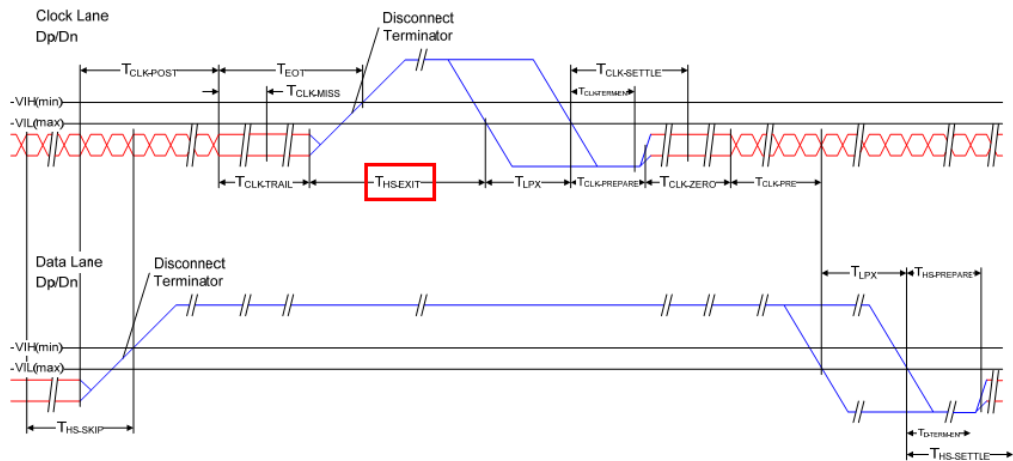 Clock Lane
Dp/Dn
Disconnect
Terminator
TCLK-POST
TEOT
TCLK-SETTLE
TCLK-MISS
TCLK-TERM-EN
VIH(min)
VIL(max)
TCLK-TRAIL
THS-EXIT
TLPX
TCLK-PREPARE
TCLK-ZERO
TCLK-PRE
Data Lane
Dp/Dn
Disconnect
Terminator
TLPX
THS-PREPARE
VIH(min)
VIL(max)
THS-SKIP
TD-TERM-EN
THS-SETTLE